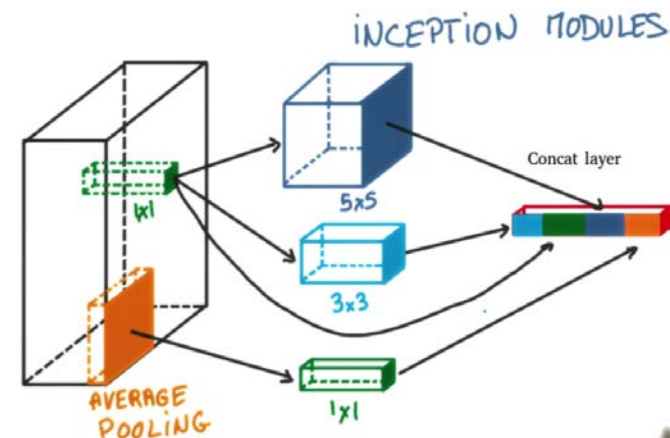 INCEPTION MODULES
1x1
5x5
Concat layer
3x3
AVERAGE
POOLING
1x1